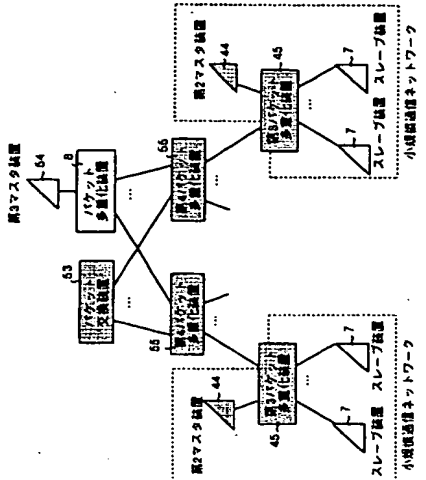 第3マスタ装置
54
8
パケット
多重化装置
53
パケット
交換装置
55
第4パケット
多重化装置
55
第4パケット
多重化装置
第2マスタ装置
44
45
第3パケット
多重化装置
7
スレーブ装置
7
スレーブ装置
小規模通信ネットワーク
第2マスタ装置
44
45
第3パケット
多重化装置
7
スレーブ装置
7
スレーブ装置
小規模通信ネットワーク